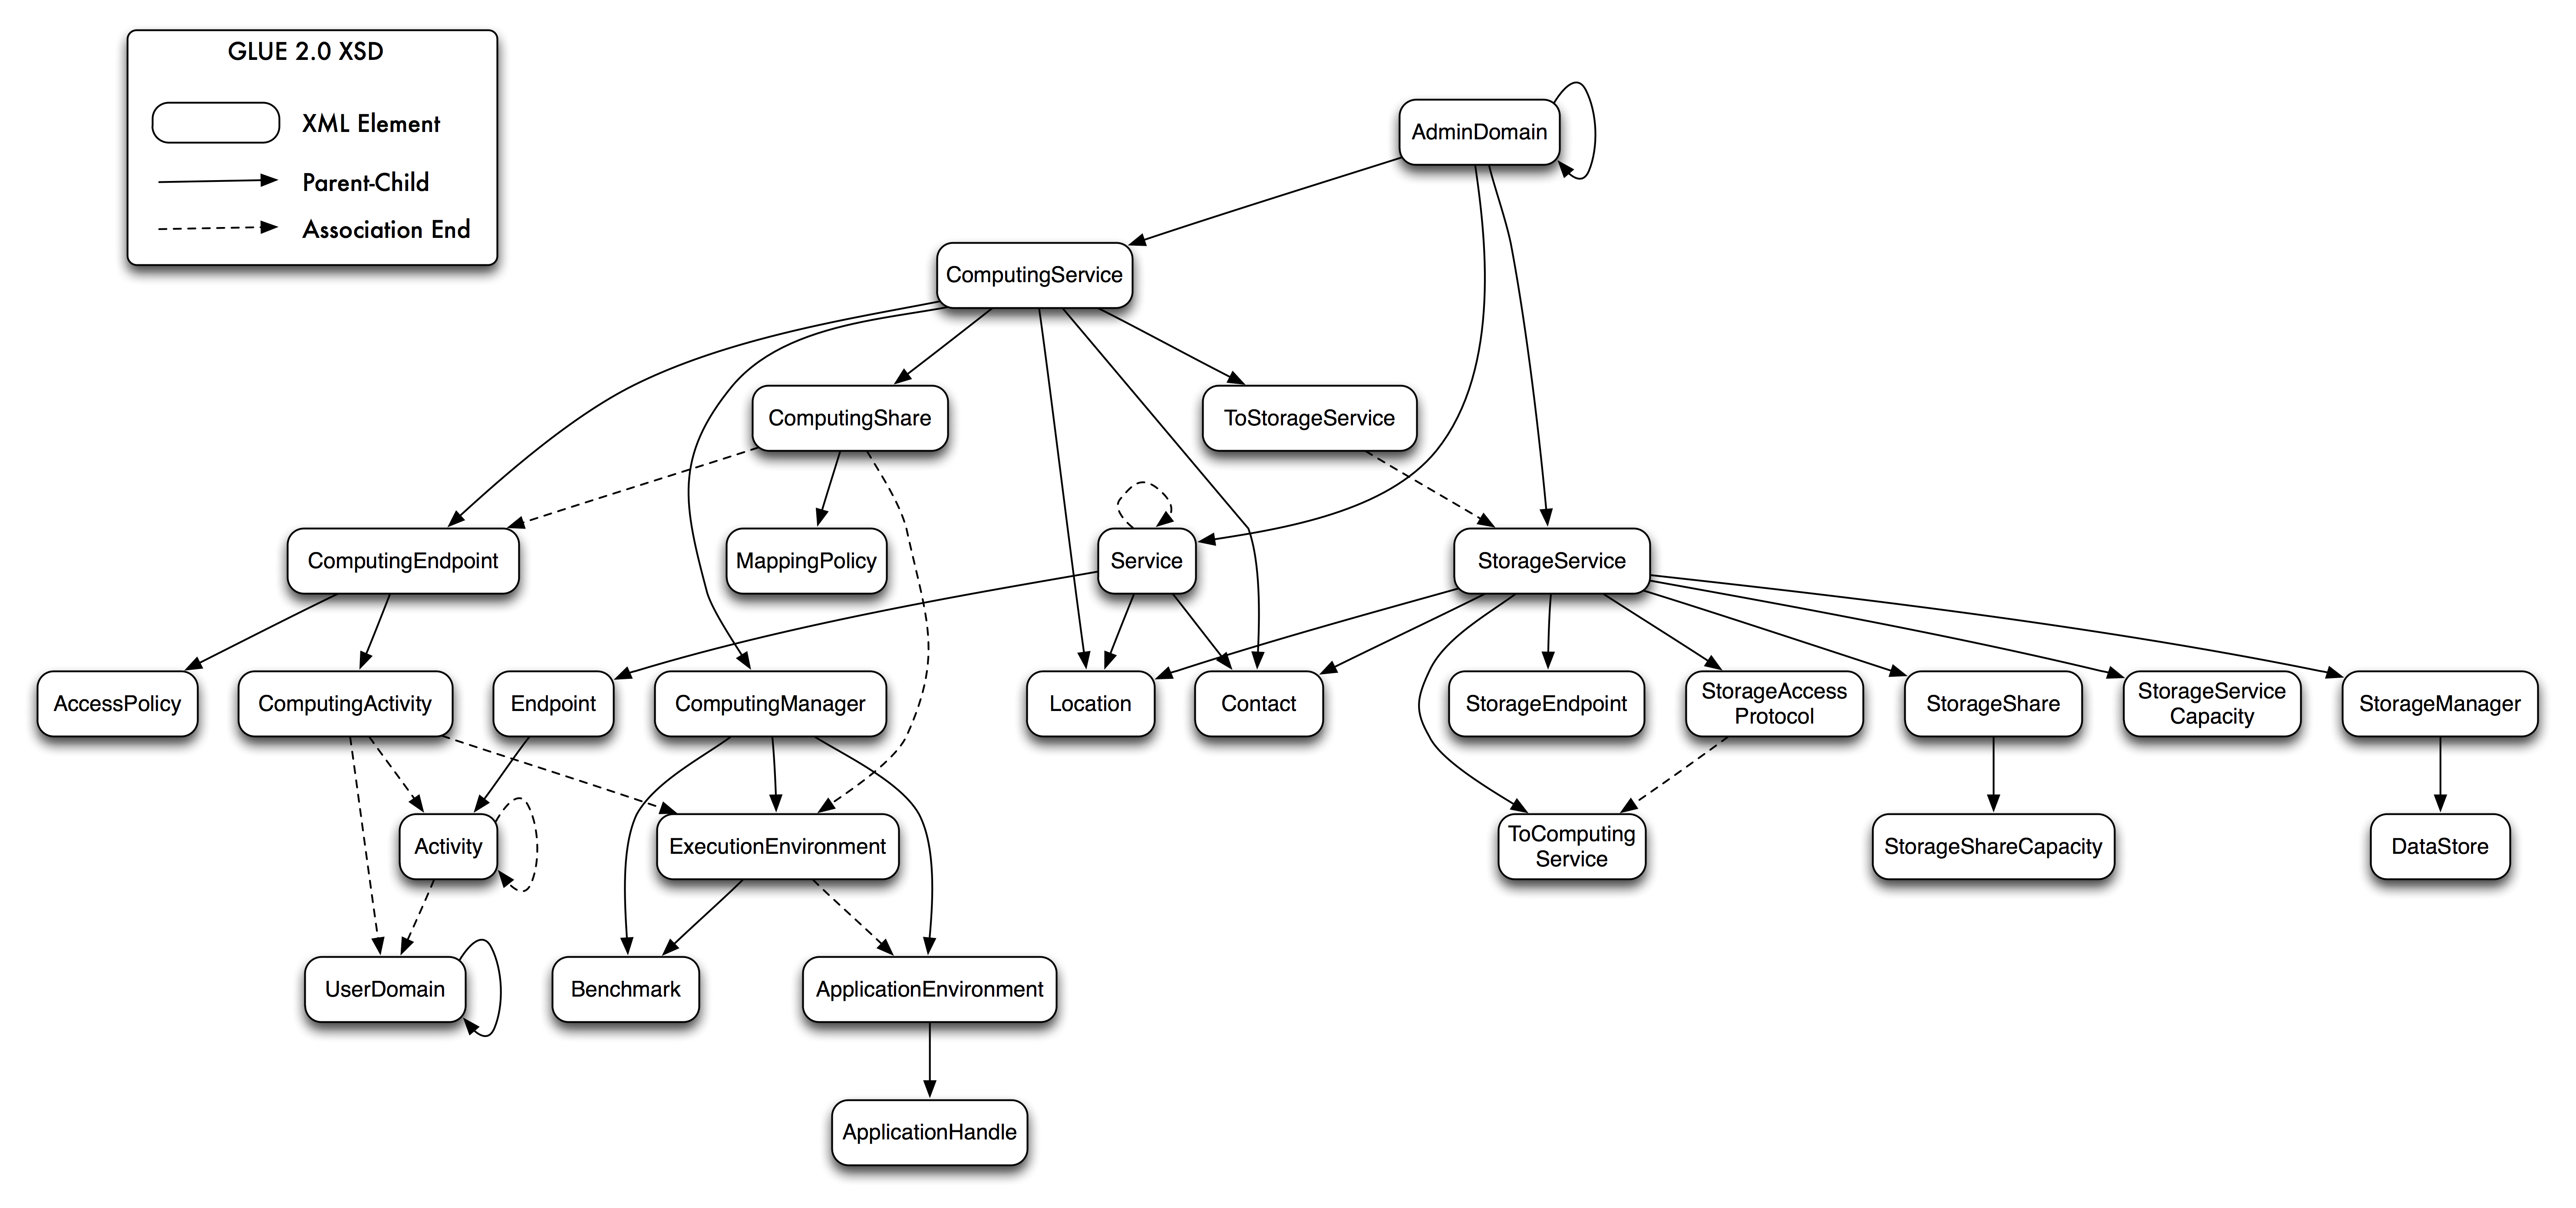 GLUE 2.0 XSD
XML Element
Parent-Child
Association End
AdminDomain
ComputingService
ComputingShare
ToStorageService
ComputingEndpoint
MappingPolicy
Service
StorageService
AccessPolicy
ComputingActivity
Endpoint
ComputingManager
Location
Contact
StorageEndpoint
StorageAccess
Protocol
StorageShare
StorageService
Capacity
StorageManager
Activity
ExecutionEnvironment
ToComputing
Service
StorageShareCapacity
DataStore
UserDomain
Benchmark
ApplicationEnvironment
ApplicationHandle